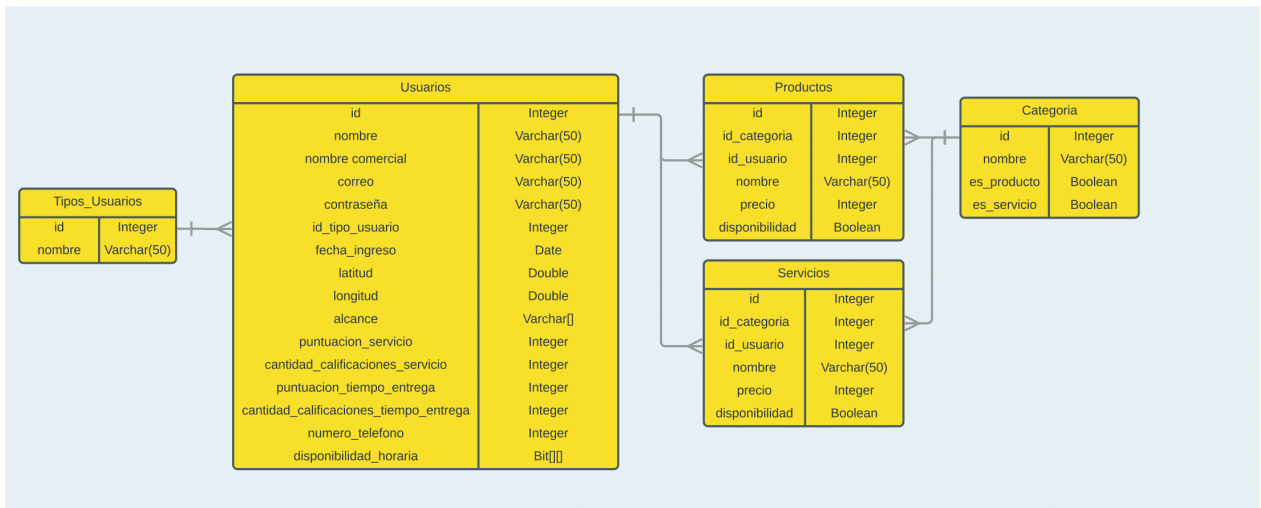 Tipos_Usuarios
id Integer
nombre Varchar(50)
Usuarios
id Integer
nombre Varchar(50)
nombre comercial Varchar(50)
correo Varchar(50)
contraseña Varchar(50)
id_tipo_usuario Integer
fecha_ingreso Date
latitud Double
longitud Double
alcance Varchar[]
puntuacion_servicio Integer
cantidad_calificaciones_servicio Integer
puntuacion_tiempo_entrega Integer
cantidad_calificaciones_tiempo_entrega Integer
numero_telefono Integer
disponibilidad_horaria Bit[][]
Productos
id Integer
id_categoria Integer
id_usuario Integer
nombre Varchar(50)
precio Integer
disponibilidad Boolean
Servicios
id Integer
id_categoria Integer
id_usuario Integer
nombre Varchar(50)
precio Integer
disponibilidad Boolean
Categoria
id Integer
nombre Varchar(50)
es_producto Boolean
es_servicio Boolean